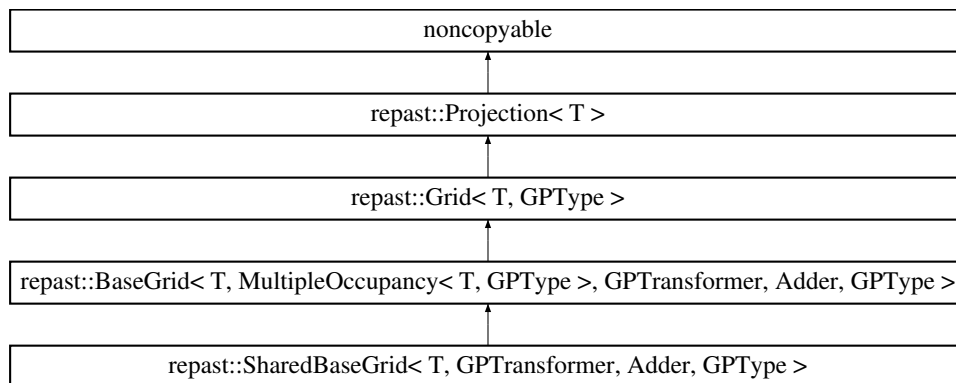 noncopyable
repast::Projection< T >
repast::Grid< T, GPType >
repast::BaseGrid< T, MultipleOccupancy< T, GPType >, GPTransformer, Adder, GPType >
repast::SharedBaseGrid< T, GPTransformer, Adder, GPType >